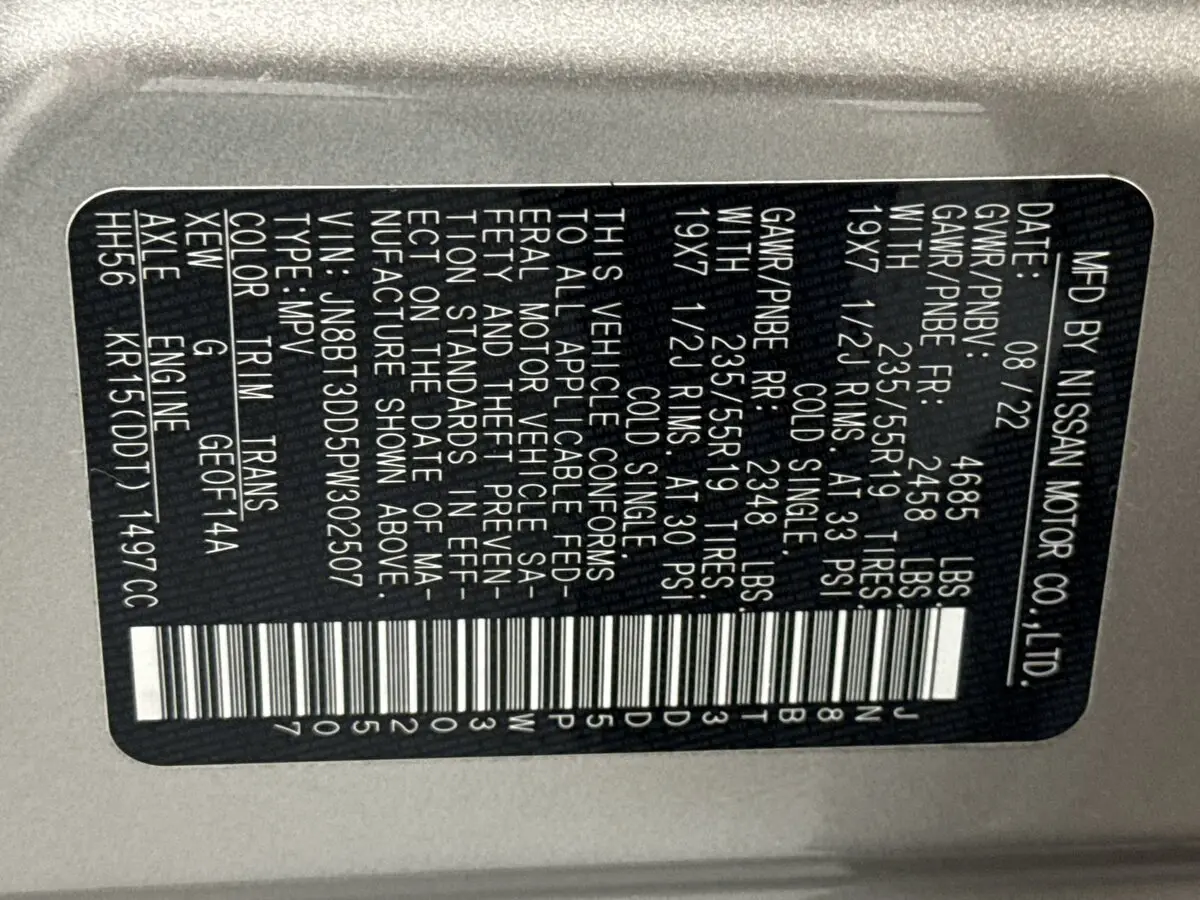 MFD BY NISSAN MOTOR CO.,LTD.
DATE: 08/22
GVWR/PNBV: 4685 LBS.
GAWR/PNBE FR: 2458 LBS.
WITH 235/55R19 TIRES.
19X7 1/2J RIMS. AT 33 PSI
COLD SINGLE.
GAWR/PNBE RR: 2348 LBS.
WITH 235/55R19 TIRES.
19X7 1/2J RIMS. AT 30 PSI
COLD SINGLE.
THIS VEHICLE CONFORMS
TO ALL APPLICABLE FED-
ERAL MOTOR VEHICLE SA-
FETY AND THEFT PREVEN-
TION STANDARDS IN EFF-
ECT ON THE DATE OF MA-
NUFACTURE SHOWN ABOVE.
VIN: JN8BT3DD5PW302507
TYPE:MPV
COLOR TRIM TRANS
XEW G GE0F14A
AXLE ENGINE
HH56 KR15(DDT) 1497CC
JN8BT3DD5PW302507